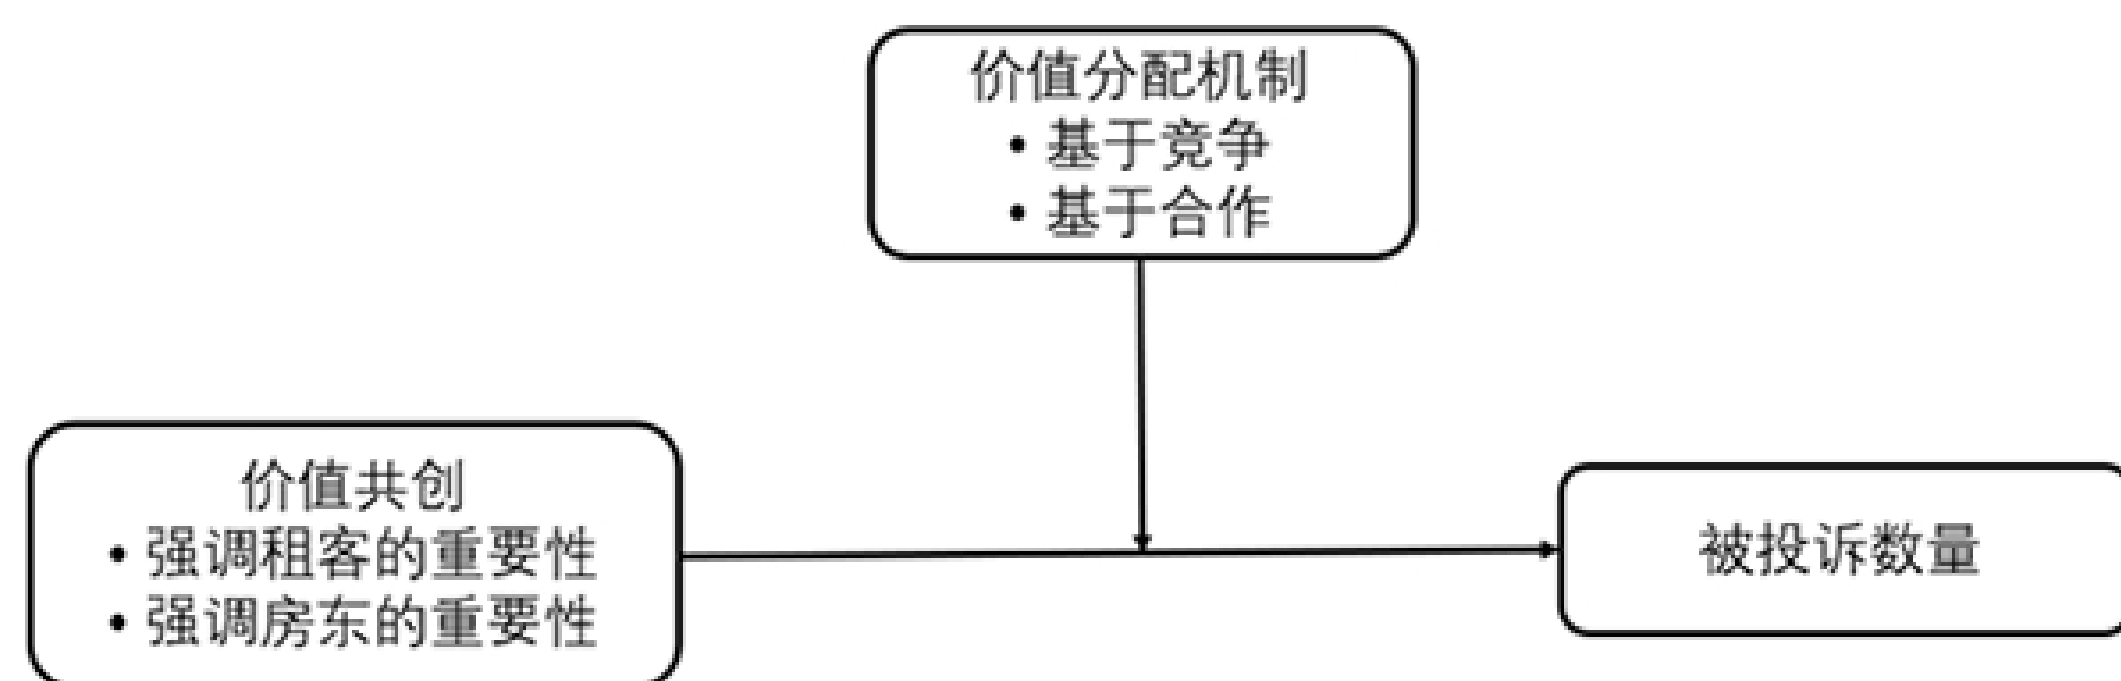 价值分配机制
• 基于竞争
• 基于合作
价值共创
• 强调租客的重要性
• 强调房东的重要性
被投诉数量